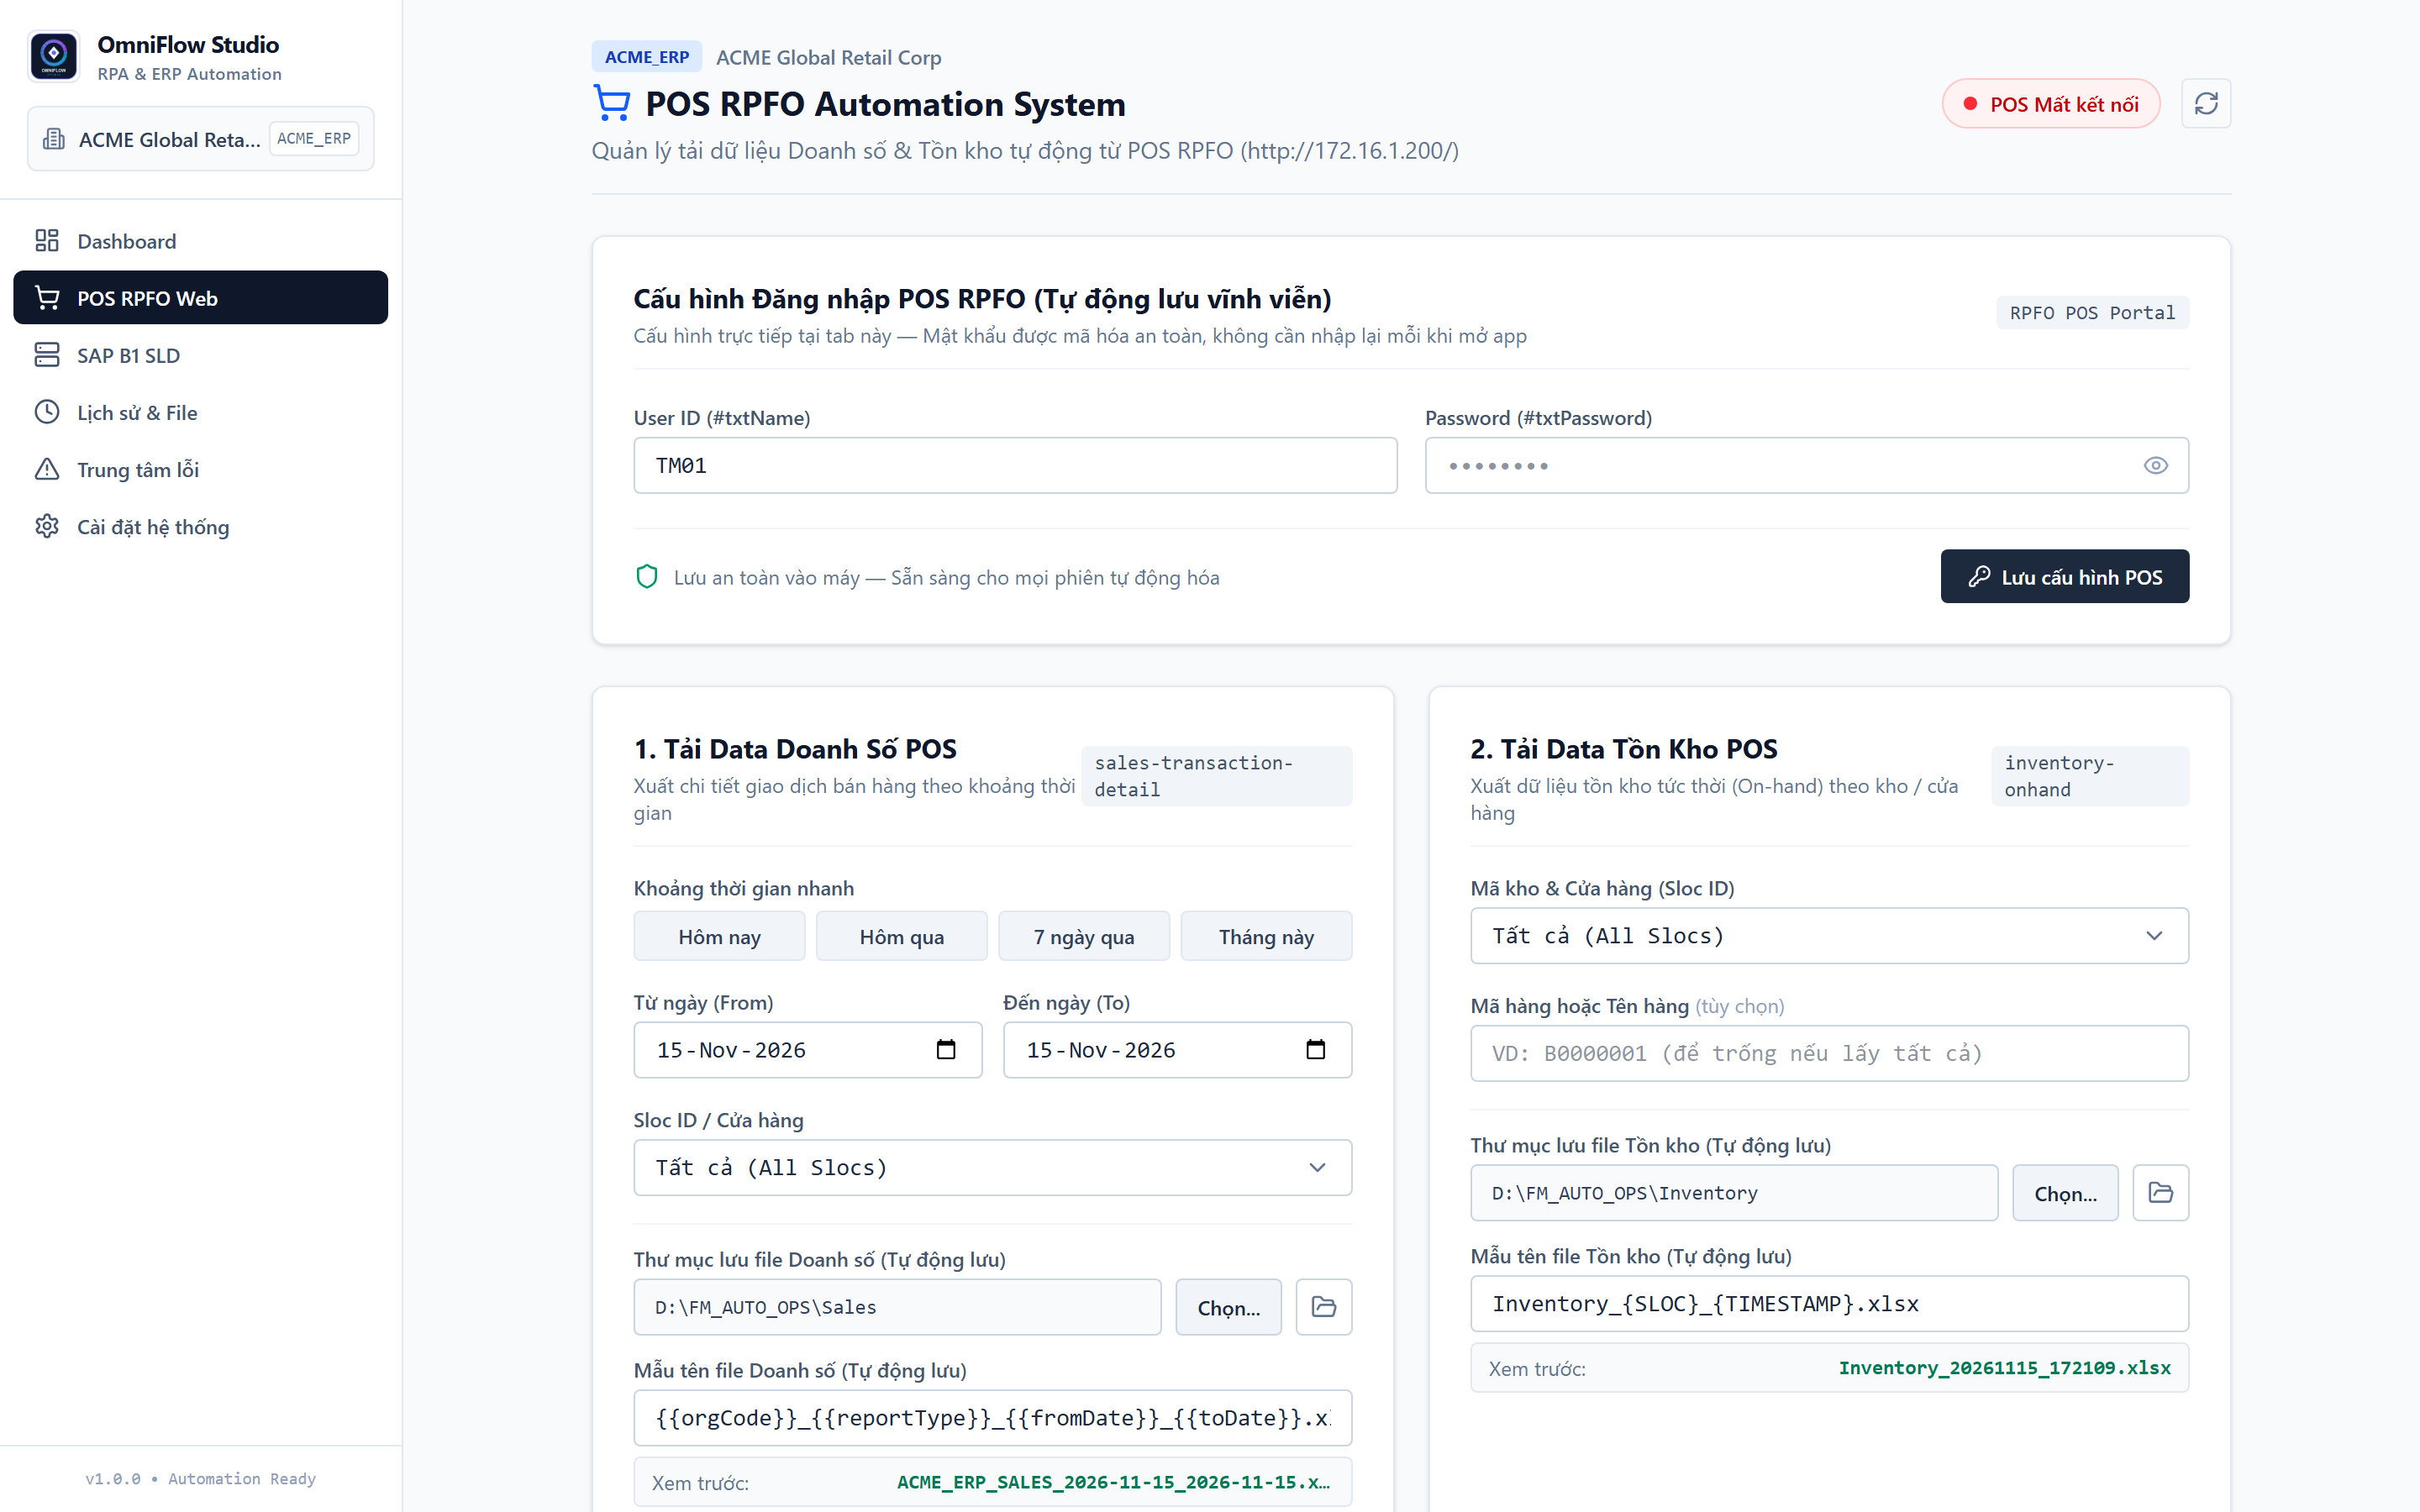 OmniFlow Studio
RPA & ERP Automation
ACME Global Reta... ACME_ERP
Dashboard
POS RPFO Web
SAP B1 SLD
Lịch sử & File
Trung tâm lỗi
Cài đặt hệ thống
v1.0.0 • Automation Ready
ACME_ERP ACME Global Retail Corp
POS RPFO Automation System
Quản lý tải dữ liệu Doanh số & Tồn kho tự động từ POS RPFO (http://172.16.1.200/)
POS Mất kết nối
Cấu hình Đăng nhập POS RPFO (Tự động lưu vĩnh viễn)
Cấu hình trực tiếp tại tab này — Mật khẩu được mã hóa an toàn, không cần nhập lại mỗi khi mở app
RPFO POS Portal
User ID (#txtName)
TM01
Password (#txtPassword)
••••••••
Lưu an toàn vào máy — Sẵn sàng cho mọi phiên tự động hóa
Lưu cấu hình POS
1. Tải Data Doanh Số POS
Xuất chi tiết giao dịch bán hàng theo khoảng thời
gian
sales-transaction-
detail
Khoảng thời gian nhanh
Hôm nay Hôm qua 7 ngày qua Tháng này
Từ ngày (From)
15-Nov-2026
Đến ngày (To)
15-Nov-2026
Sloc ID / Cửa hàng
Tất cả (All Slocs)
Thư mục lưu file Doanh số (Tự động lưu)
D:\FM_AUTO_OPS\Sales
Chọn...
Mẫu tên file Doanh số (Tự động lưu)
{{orgCode}}_{{reportType}}_{{fromDate}}_{{toDate}}.x
Xem trước: ACME_ERP_SALES_2026-11-15_2026-11-15.x...
2. Tải Data Tồn Kho POS
Xuất dữ liệu tồn kho tức thời (On-hand) theo kho / cửa
hàng
inventory-
onhand
Mã kho & Cửa hàng (Sloc ID)
Tất cả (All Slocs)
Mã hàng hoặc Tên hàng (tùy chọn)
VD: B0000001 (để trống nếu lấy tất cả)
Thư mục lưu file Tồn kho (Tự động lưu)
D:\FM_AUTO_OPS\Inventory
Chọn...
Mẫu tên file Tồn kho (Tự động lưu)
Inventory_{SLOC}_{TIMESTAMP}.xlsx
Xem trước: Inventory_20261115_172109.xlsx